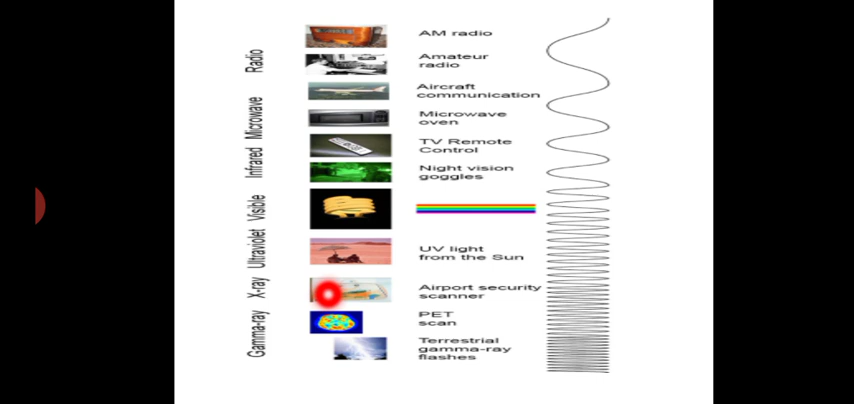 AM radio
Amateur
radio
Aircraft
communication
Microwave
oven
TV Remote
Control
Night vision
goggles
UV light
from the Sun
Airport security
scanner
PET
scan
Terrestrial
gamma-ray
flashes
Radio
Microwave
Infrared
Visible
Ultraviolet
X-ray
Gamma-ray